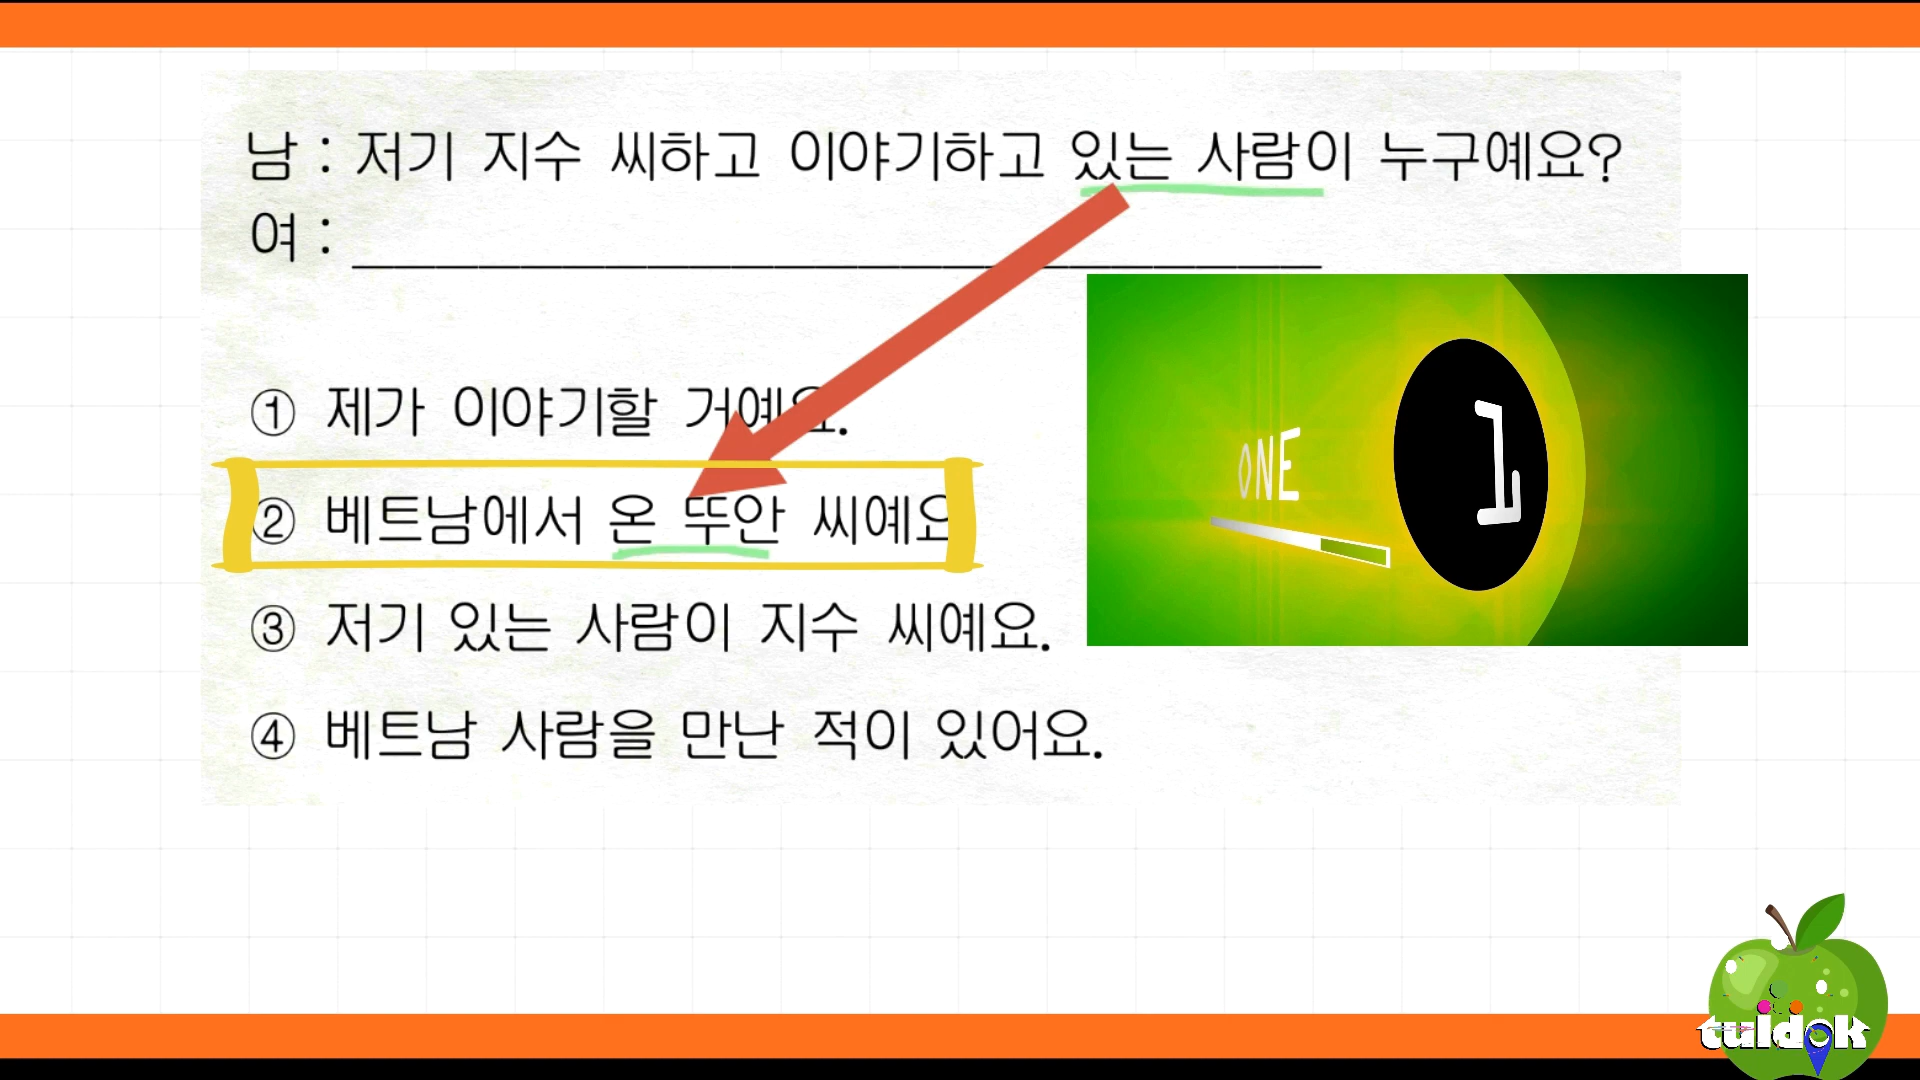 남 : 저기 지수 씨하고 이야기하고 있는 사람이 누구예요?
여 :
① 제가 이야기할 거예요.
② 베트남에서 온 뚜안 씨예요
③ 저기 있는 사람이 지수 씨예요.
④ 베트남 사람을 만난 적이 있어요.
ONE
1
tuldok